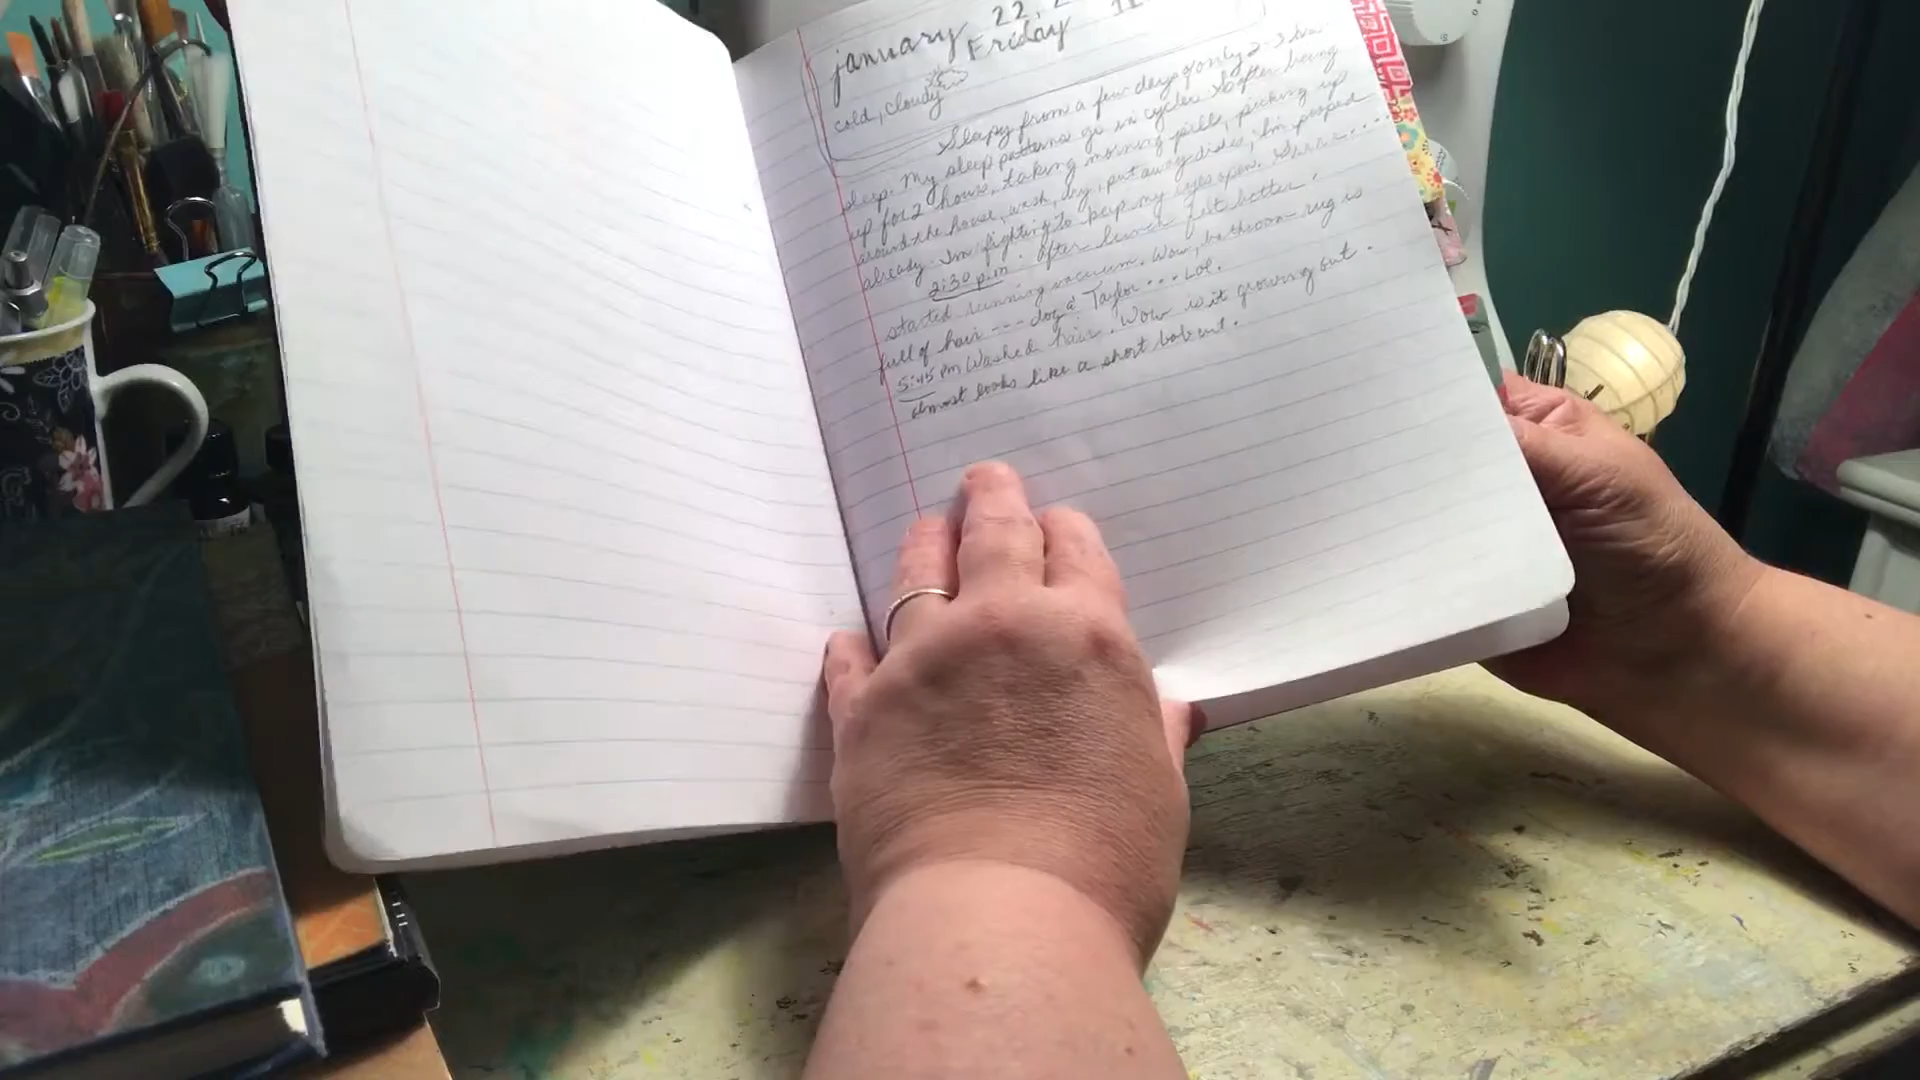 january 22, 2
Friday 11
cold, cloudy
Sleapy from a few days of only 2-3 hrs.
sleep. My sleep patterns go in cycles. So after being
up for 2 hours, taking morning pills, picking up
around the house, wash, dry, put away dishes, I'm pooped
already. I'm fighting to keep my eyes open.
2:30 p.m. After lunch felt better.
started running vacuum. Wow, bathroom rug is
full of hair --- dog & Taylor... Lol.
5:45 pm Washed hair. Wow is it growing out.
almost looks like a short bob cut.